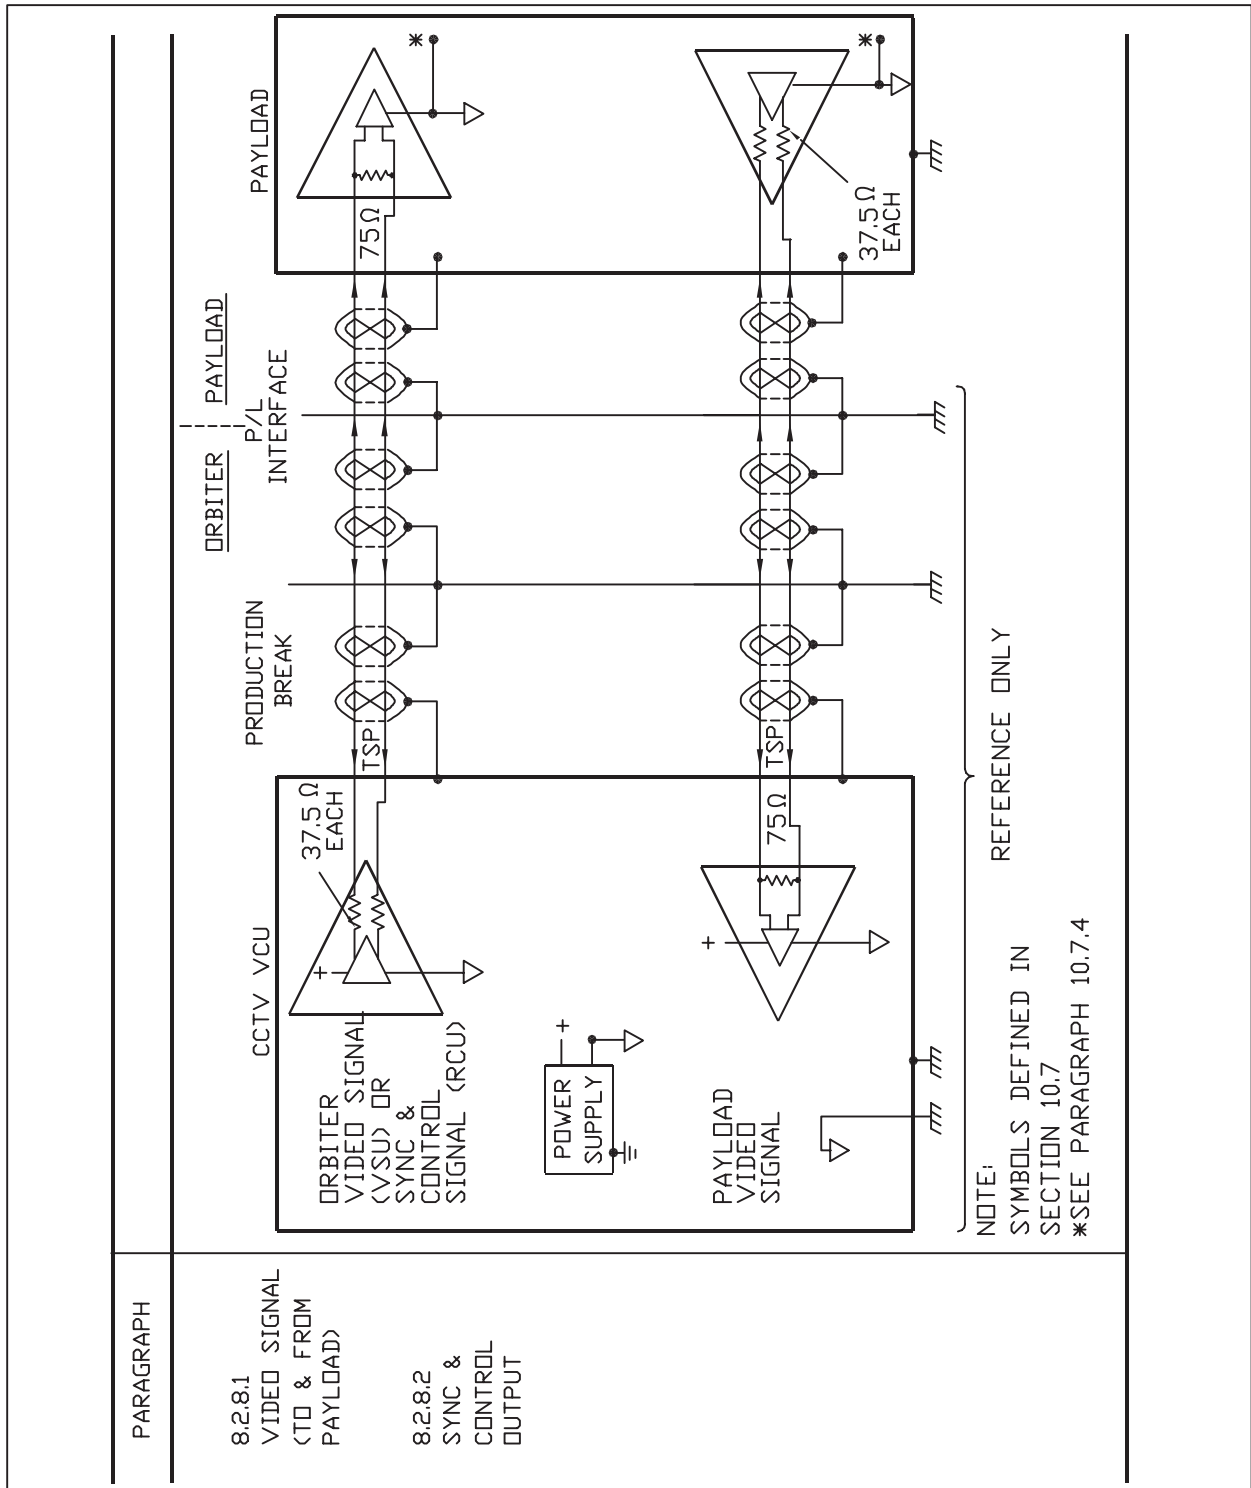 PARAGRAPH
8.2.8.1
VIDEO SIGNAL
(TO & FROM
PAYLOAD)
8.2.8.2
SYNC &
CONTROL
OUTPUT
CCTV VCU
37.5 Ω
EACH
+
ORBITER
VIDEO SIGNAL
(VSU) OR
SYNC &
CONTROL
SIGNAL (RCU)
TSP
POWER
SUPPLY
+
PAYLOAD
VIDEO
SIGNAL
+
75 Ω
TSP
PRODUCTION
BREAK
ORBITER
PAYLOAD
P/L
INTERFACE
PAYLOAD
75 Ω
*
37.5 Ω
EACH
*
REFERENCE ONLY
NOTE:
SYMBOLS DEFINED IN
SECTION 10.7
*SEE PARAGRAPH 10.7.4